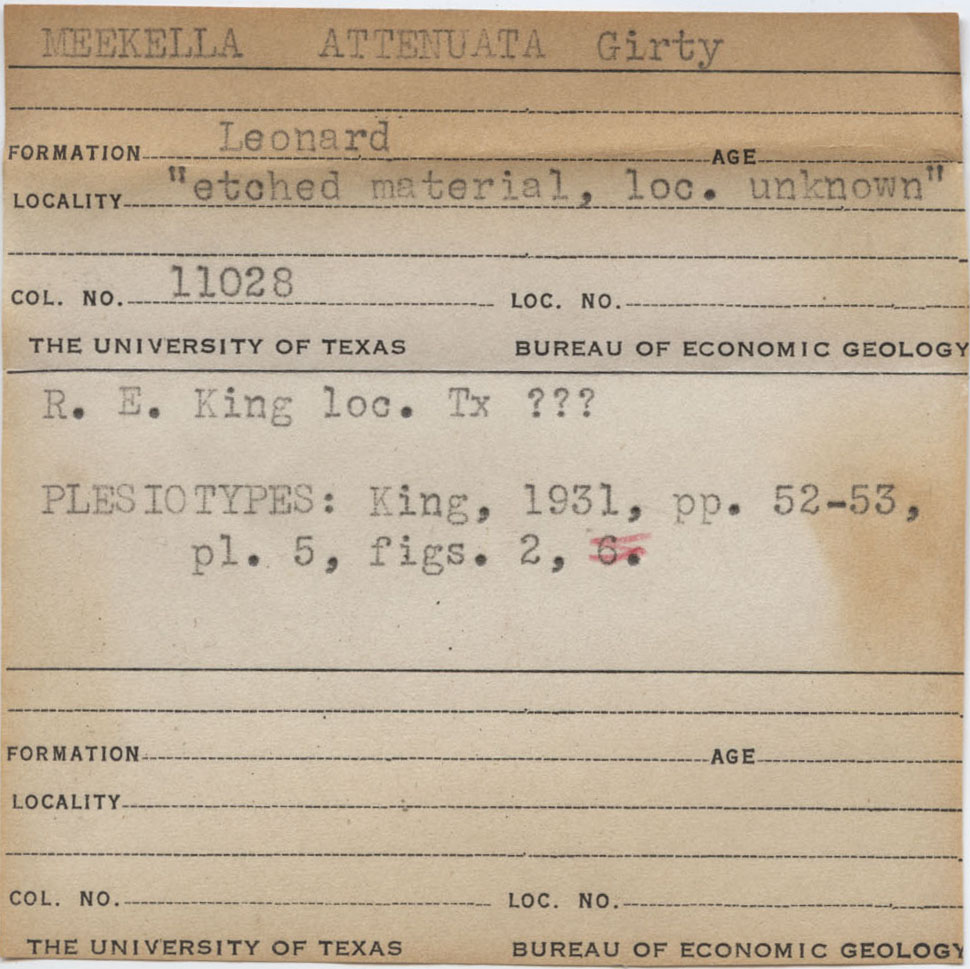 MEEKELLA ATTENUATA Girty
FORMATION Leonard AGE
LOCALITY "etched material, loc. unknown"
COL. NO. 11028 LOC. NO.
THE UNIVERSITY OF TEXAS BUREAU OF ECONOMIC GEOLOGY
R. E. King loc. Tx ???
PLESIOTYPES: King, 1931, pp. 52-53,
pl. 5, figs. 2, 6.
FORMATION AGE
LOCALITY
COL. NO. LOC. NO.
THE UNIVERSITY OF TEXAS BUREAU OF ECONOMIC GEOLOGY